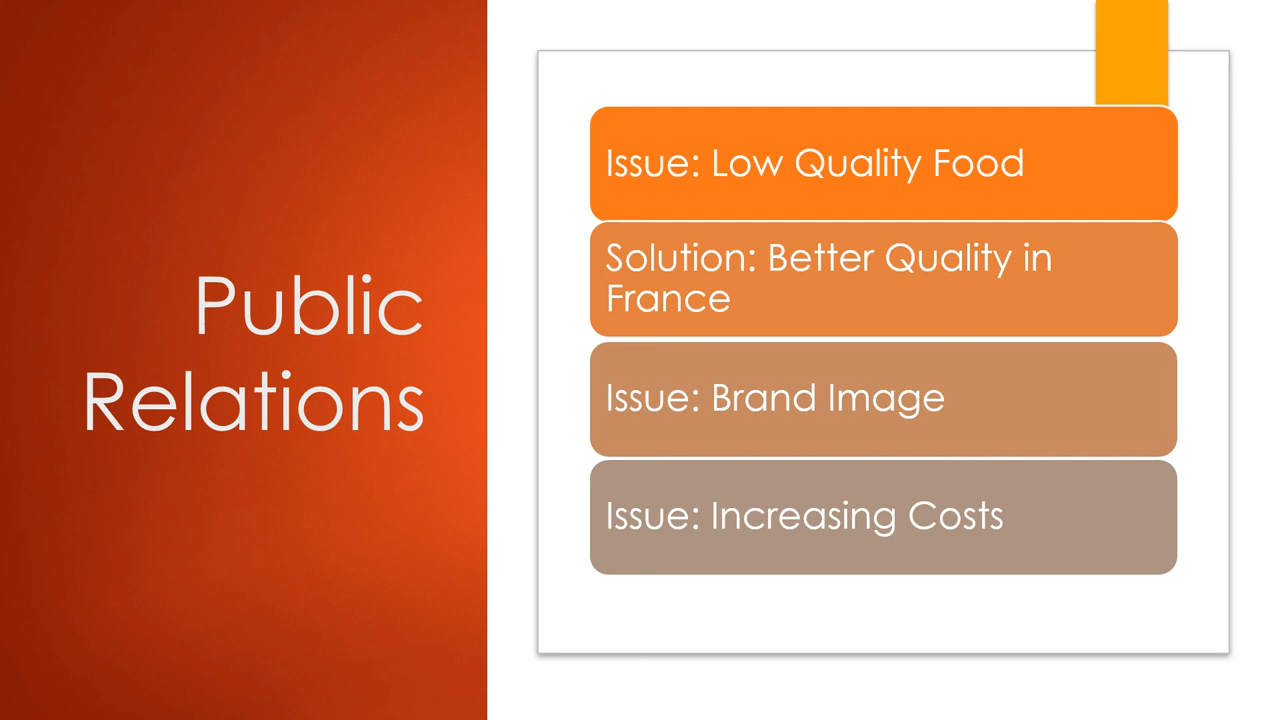 Public
Relations
Issue: Low Quality Food
Solution: Better Quality in
France
Issue: Brand Image
Issue: Increasing Costs